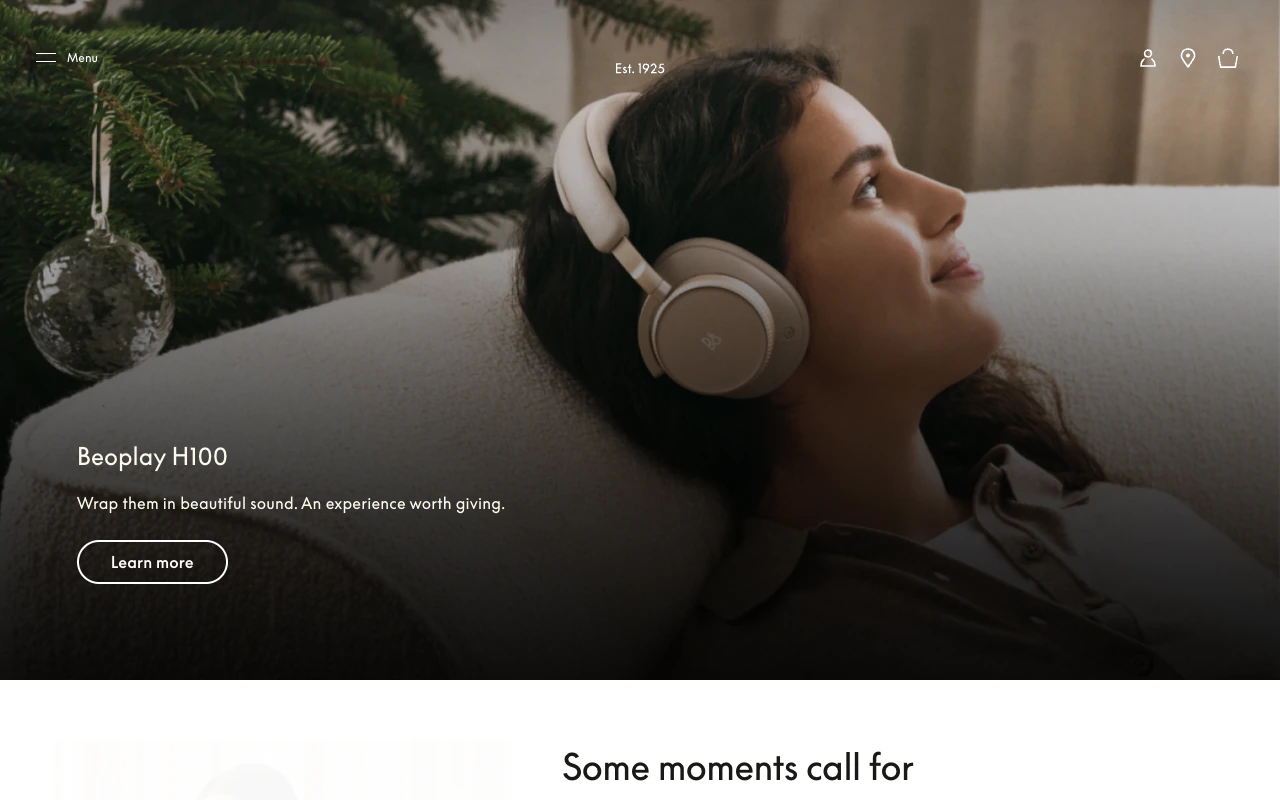 Menu
Est. 1925
Beoplay H100
Wrap them in beautiful sound. An experience worth giving.
Learn more
Some moments call for